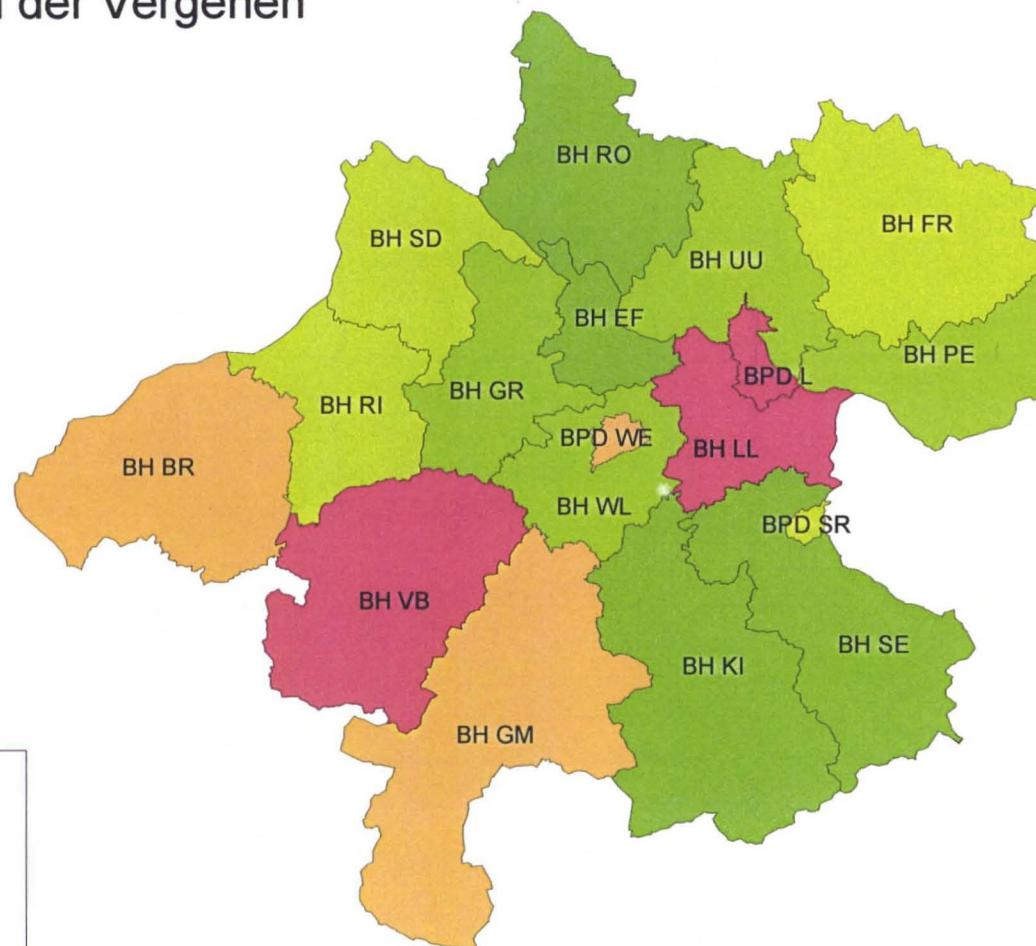 der Vergehen
BH RO
BH SD
BH FR
BH UU
BH EF
BH PE
BPD L
BH GR
BH RI
BPD WE
BH LL
BH BR
BH WL
BPD SR
BH VB
BH SE
BH KI
BH GM